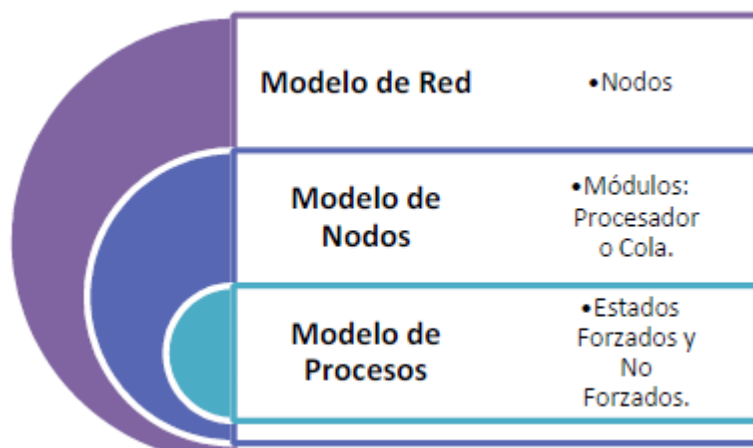 Modelo de Red
•Nodos
Modelo de
Nodos
•Módulos:
Procesador
o Cola.
Modelo de
Procesos
•Estados
Forzados y
No
Forzados.